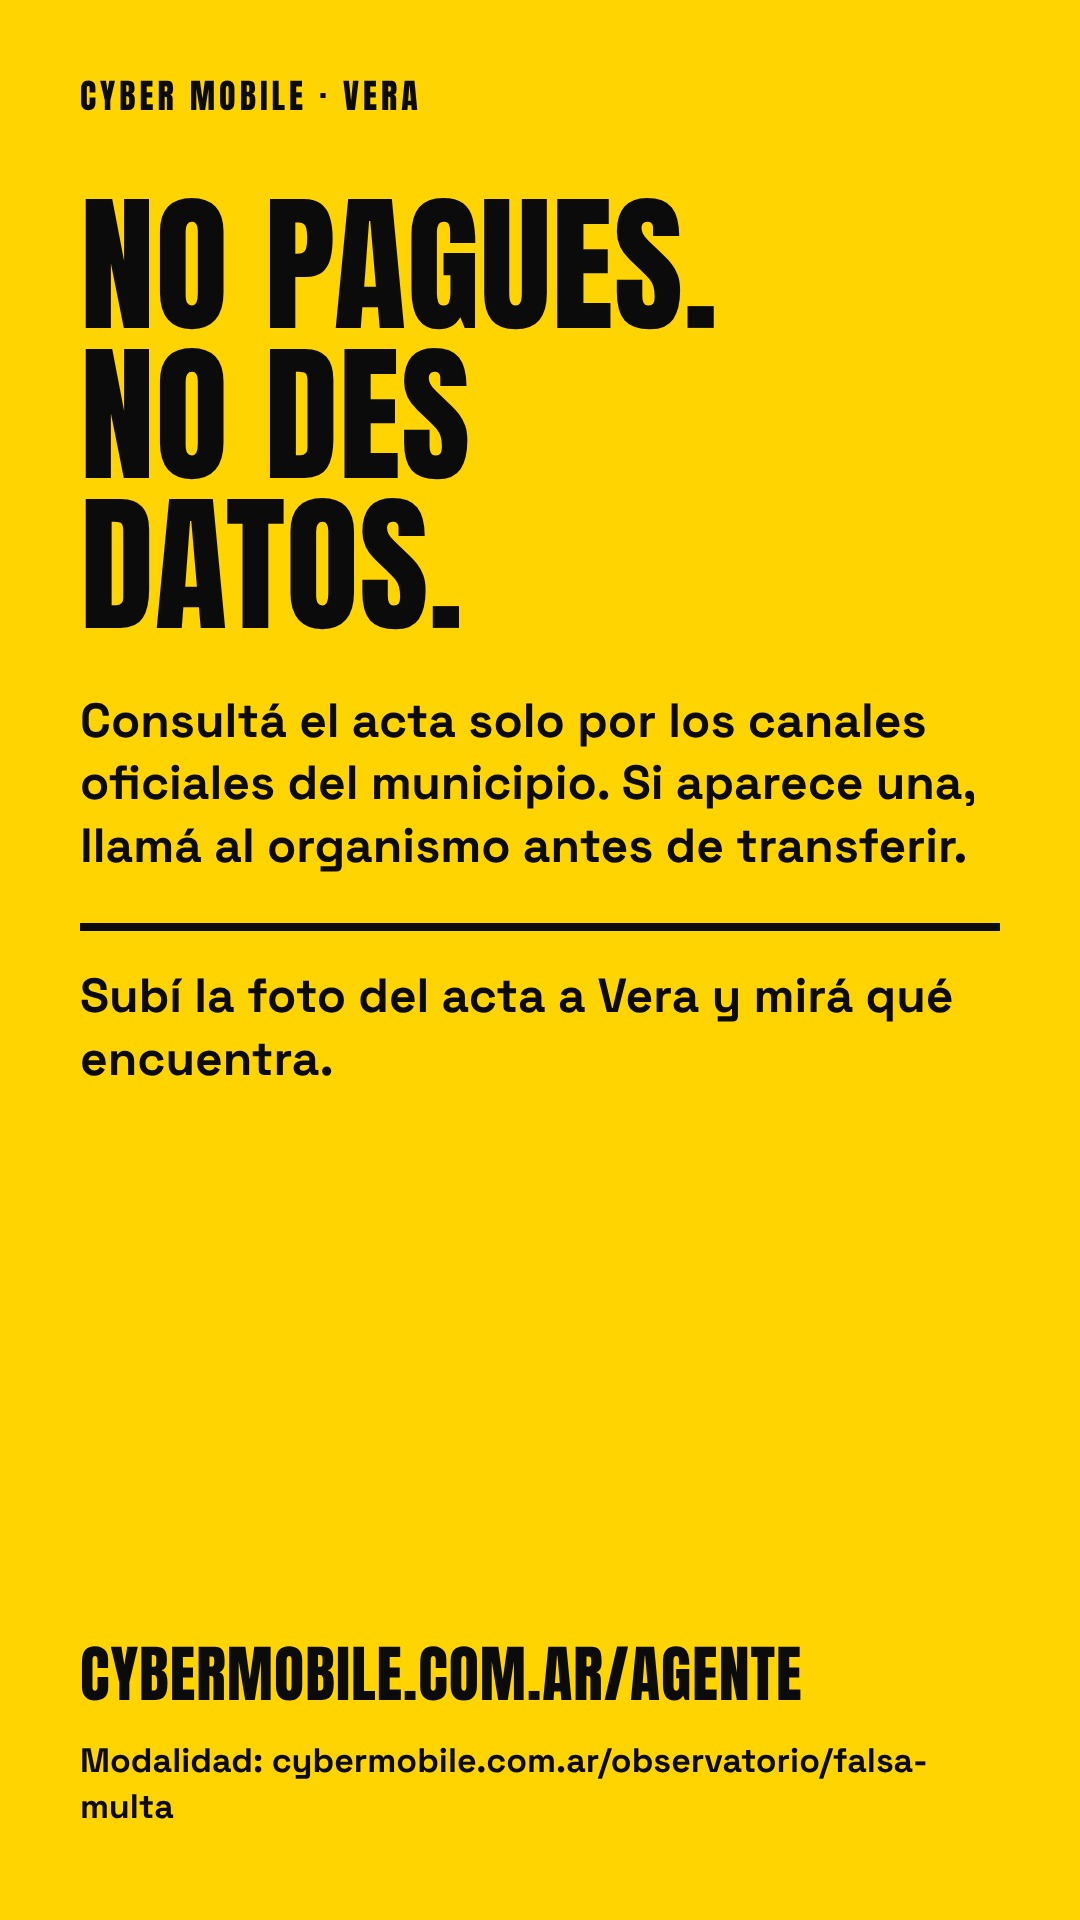 CYBER MOBILE · VERA
NO PAGUES.
NO DES
DATOS.
Consultá el acta solo por los canales
oficiales del municipio. Si aparece una,
llamá al organismo antes de transferir.
Subí la foto del acta a Vera y mirá qué
encuentra.
CYBERMOBILE.COM.AR/AGENTE
Modalidad: cybermobile.com.ar/observatorio/falsa-
multa